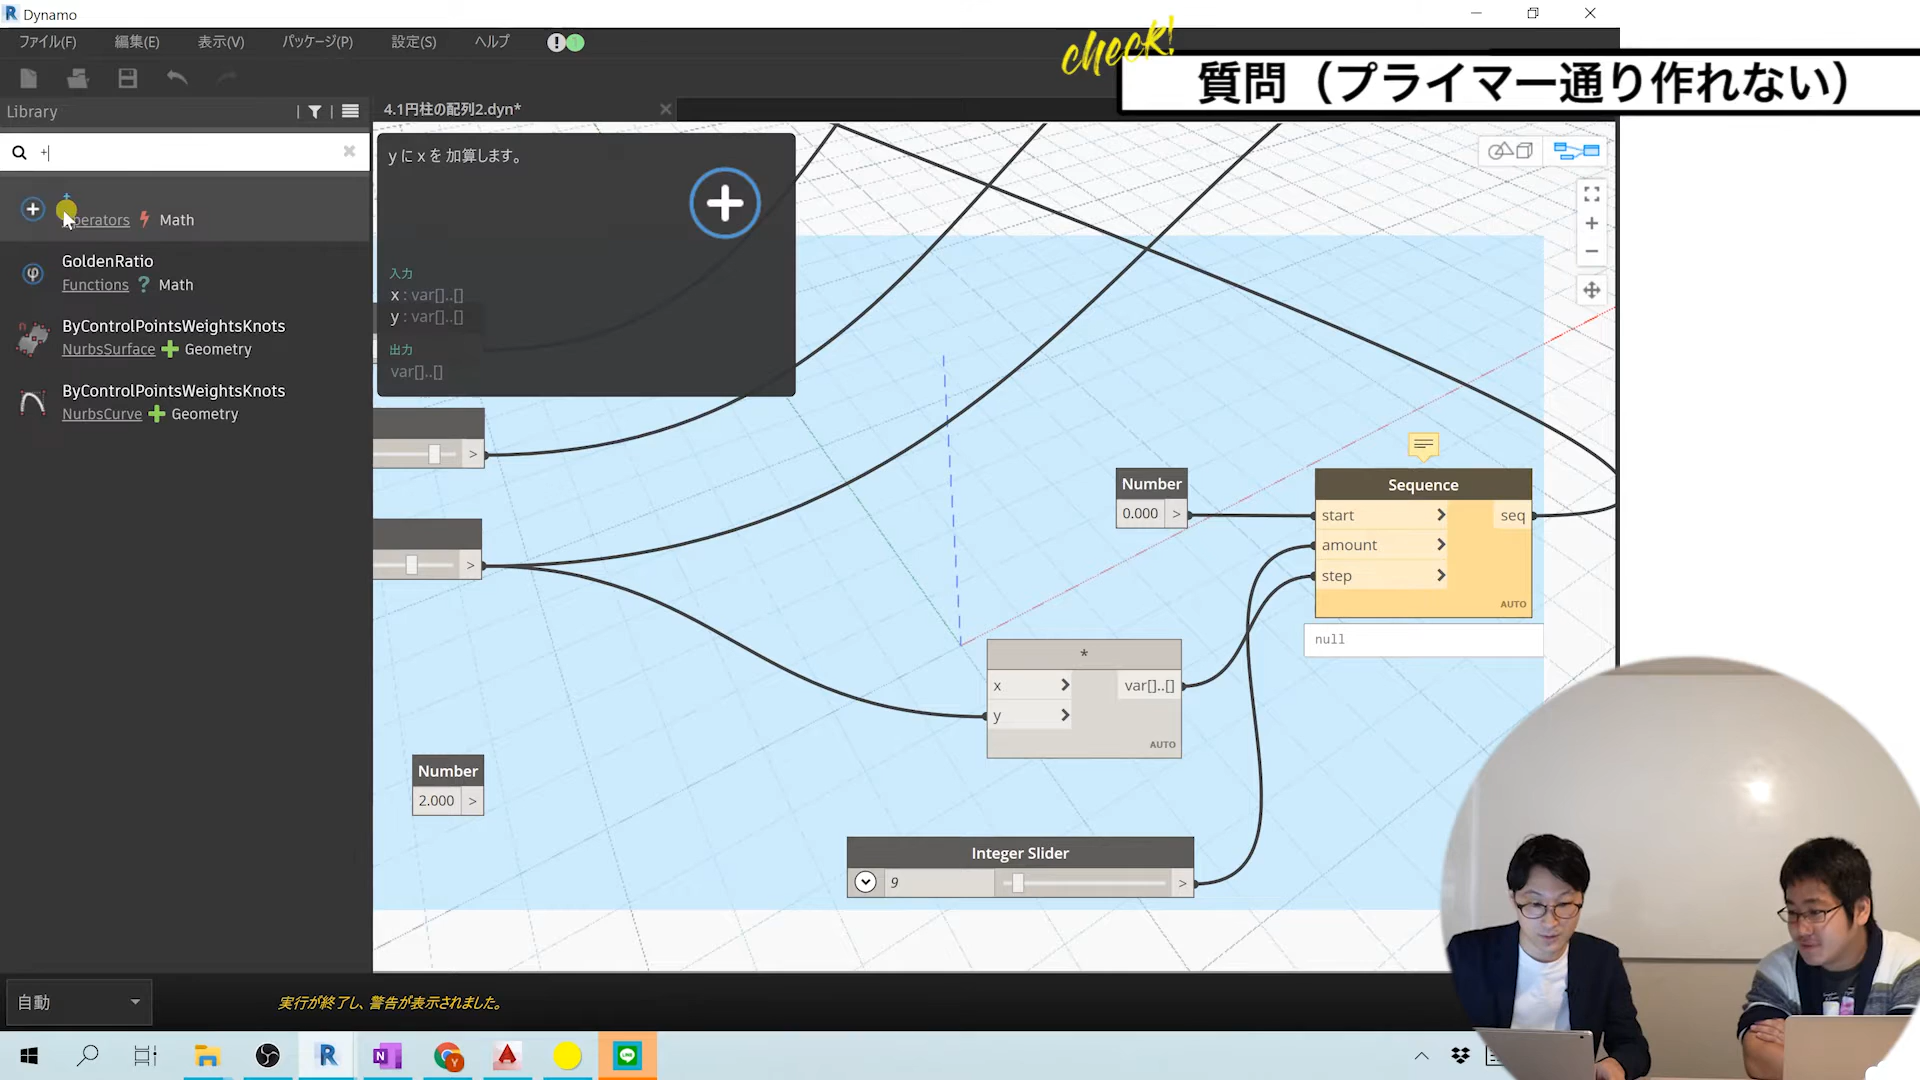 Dynamo
ファイル(F)
編集(E)
表示(V)
パッケージ(P)
設定(S)
ヘルプ
check!
質問（プライマー通り作れない）
Library
4.1円柱の配列2.dyn*
+
yにxを 加算します。
+
Operators
Math
GoldenRatio
Functions
?
Math
入力
x : var[]..[]
y : var[]..[]
ByControlPointsWeightsKnots
NurbsSurface
Geometry
出力
var[]..[]
ByControlPointsWeightsKnots
NurbsCurve
Geometry
Number
0.000 >
Sequence
start >
seq
amount >
step >
AUTO
null
*
x >
var[]..[]
y >
AUTO
Number
2.000 >
Integer Slider
9
>
自動
実行が終了し、警告が表示されました。